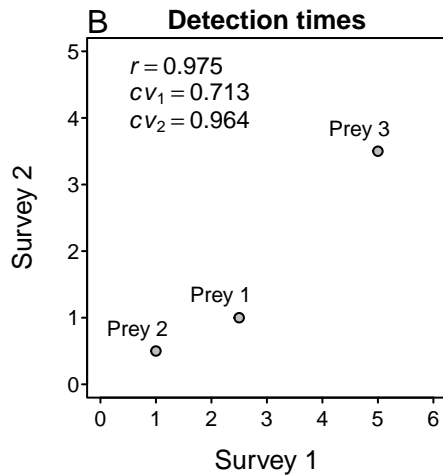 B
Detection times
r = 0.975
cv₁ = 0.713
cv₂ = 0.964
Prey 3
Prey 1
Prey 2
Survey 2
5
4
3
2
1
0
0 1 2 3 4 5 6
Survey 1